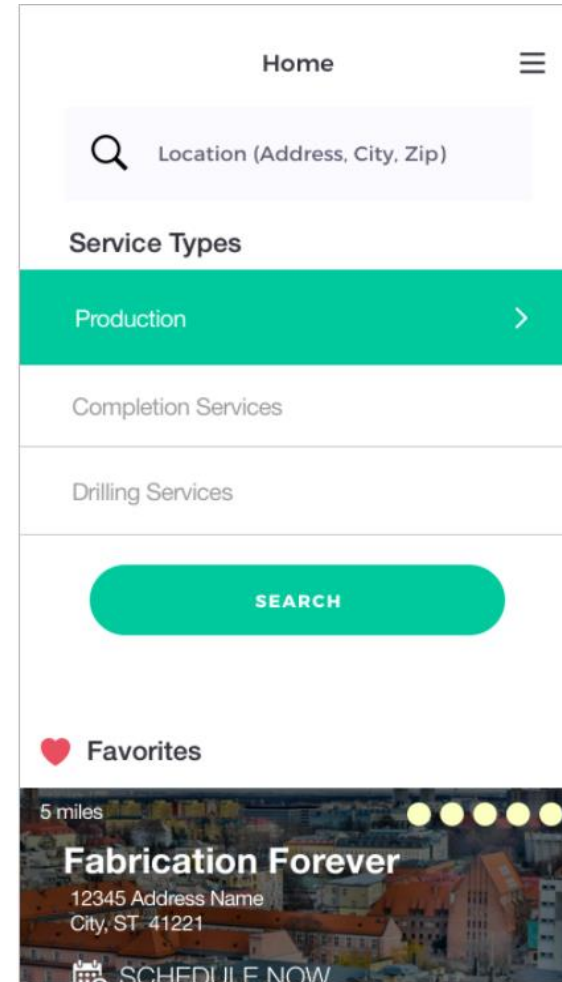 Home
Location (Address, City, Zip)
Service Types
Production
Completion Services
Drilling Services
SEARCH
Favorites
5 miles
Fabrication Forever
12345 Address Name
City, ST 41221
SCHEDULE NOW